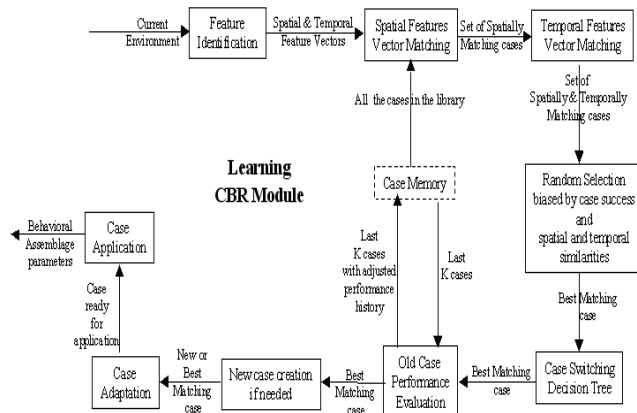 Current
Environment
Feature
Identification
Spatial & Temporal
Feature Vectors
Spatial Features
Vector Matching
Set of Spatially
Matching cases
Temporal Features
Vector Matching
All the cases in the library
Set of
Spatially & Temporally
Matching cases
Learning
CBR Module
Case Memory
Random Selection
biased by case success
and
spatial and temporal
similarities
Behavioral
Assemblage
parameters
Case
Application
Last
K cases
with adjusted
performance
history
Last
K cases
Case
ready
for
application
Best Matching
case
Case
Adaptation
New or
Best
Matching
case
New case creation
if needed
Best
Matching
case
Old Case
Performance
Evaluation
Best Matching
case
Case Switching
Decision Tree